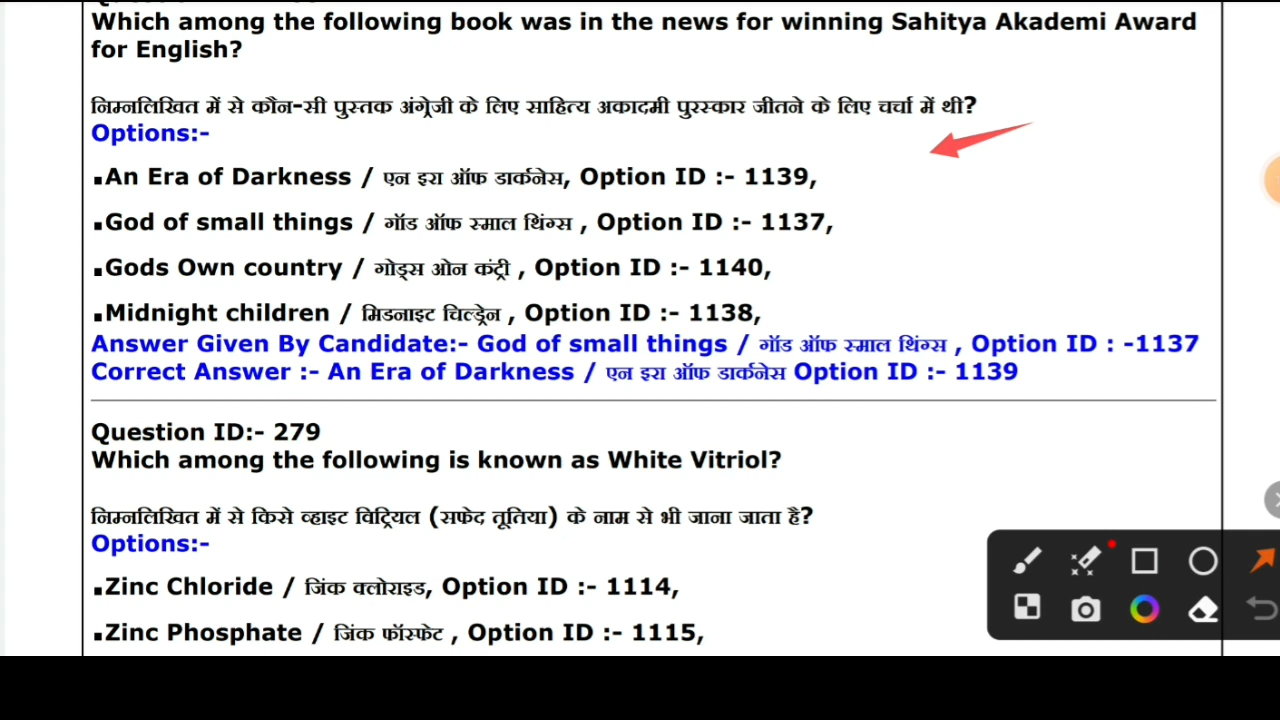 Which among the following book was in the news for winning Sahitya Akademi Award
for English?
निम्नलिखित में से कौन-सी पुस्तक अंग्रेजी के लिए साहित्य अकादमी पुरस्कार जीतने के लिए चर्चा में थी?
Options:-
▪An Era of Darkness / एन इरा ऑफ डार्कनेस, Option ID :- 1139,
▪God of small things / गॉड ऑफ स्माल थिंग्स , Option ID :- 1137,
▪Gods Own country / गोड्स ओन कंट्री , Option ID :- 1140,
▪Midnight children / मिडनाइट चिल्ड्रेन , Option ID :- 1138,
Answer Given By Candidate:- God of small things / गॉड ऑफ स्माल थिंग्स , Option ID : -1137
Correct Answer :- An Era of Darkness / एन इरा ऑफ डार्कनेस Option ID :- 1139
Question ID:- 279
Which among the following is known as White Vitriol?
निम्नलिखित में से किसे व्हाइट विट्रियल (सफेद तूतिया) के नाम से भी जाना जाता है?
Options:-
▪Zinc Chloride / जिंक क्लोराइड, Option ID :- 1114,
▪Zinc Phosphate / जिंक फॉस्फेट , Option ID :- 1115,